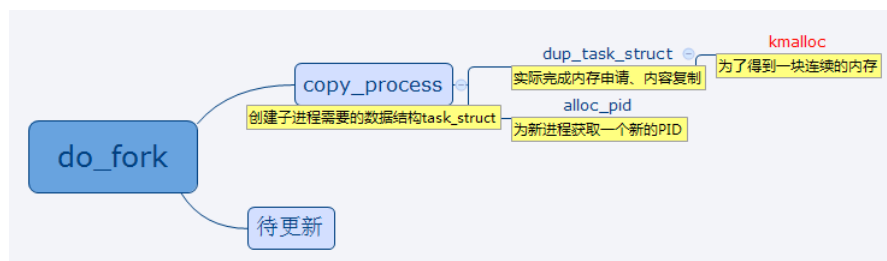 do_fork
copy_process
创建子进程需要的数据结构task_struct
dup_task_struct
实际完成内存申请、内容复制
kmalloc
为了得到一块连续的内存
alloc_pid
为新进程获取一个新的PID
待更新